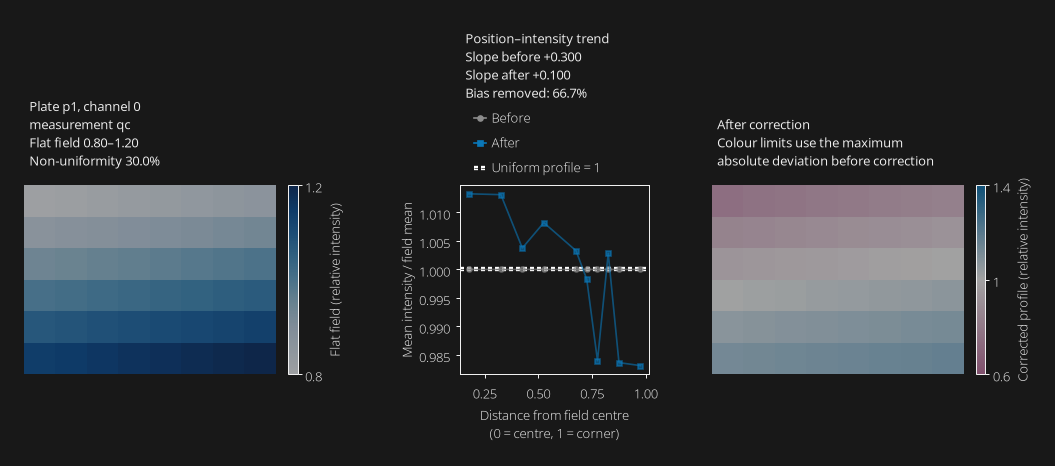 Plate p1, channel 0
measurement qc
Flat field 0.80–1.20
Non-uniformity 30.0%
1.2
0.8
Flat field (relative intensity)
Position–intensity trend
Slope before +0.300
Slope after +0.100
Bias removed: 66.7%
Before
After
Uniform profile = 1
1.010
1.005
1.000
0.995
0.990
0.985
Mean intensity / field mean
0.25
0.50
0.75
1.00
Distance from field centre
(0 = centre, 1 = corner)
After correction
Colour limits use the maximum
absolute deviation before correction
1.4
1
0.6
Corrected profile (relative intensity)